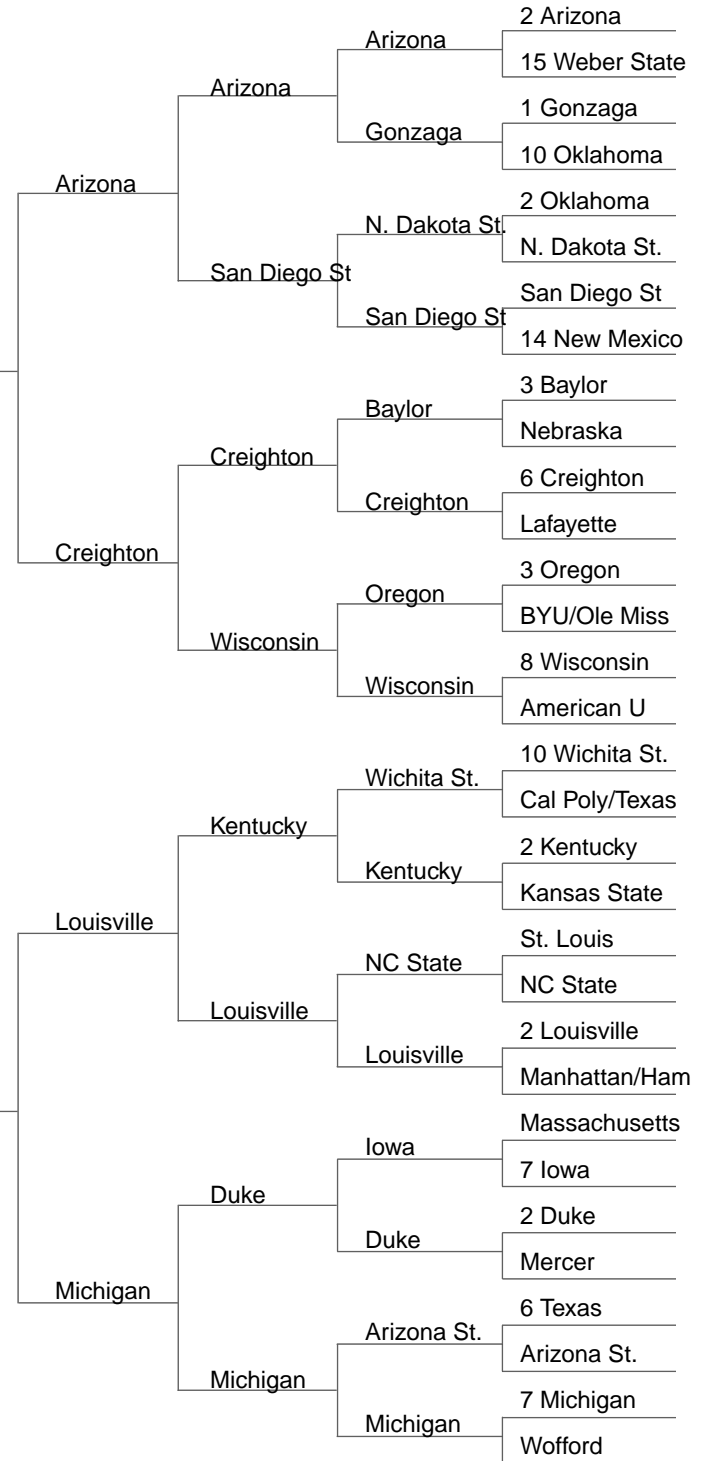 2 Arizona
Arizona
15 Weber State
Arizona
1 Gonzaga
Gonzaga
10 Oklahoma
Arizona
2 Oklahoma
N. Dakota St.
N. Dakota St.
San Diego St
San Diego St
San Diego St
14 New Mexico
3 Baylor
Baylor
Nebraska
Creighton
6 Creighton
Creighton
Lafayette
Creighton
3 Oregon
Oregon
BYU/Ole Miss
Wisconsin
8 Wisconsin
Wisconsin
American U
10 Wichita St.
Wichita St.
Cal Poly/Texas
Kentucky
2 Kentucky
Kentucky
Kansas State
Louisville
St. Louis
NC State
NC State
Louisville
2 Louisville
Louisville
Manhattan/Ham
Massachusetts
Iowa
7 Iowa
Duke
2 Duke
Duke
Mercer
Michigan
6 Texas
Arizona St.
Arizona St.
Michigan
7 Michigan
Michigan
Wofford